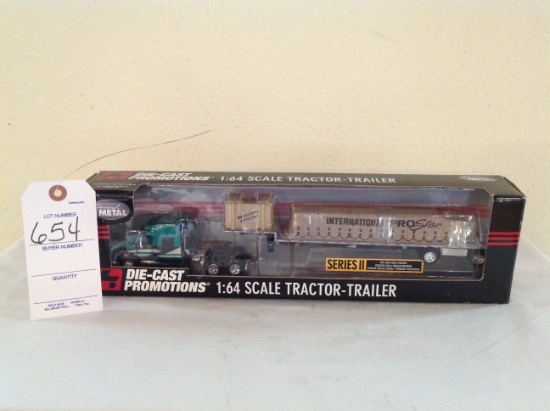 DIE-CAST
PROMOTIONS® 1:64 SCALE TRACTOR-TRAILER
METAL
LOT NUMBER
654
BUYER NUMBER
QUANTITY
INTERNATIONAL PROStar
SERIES II
DIE-CAST
PROMOTIONS® 1:64 SCALE TRACTOR-TRAILER